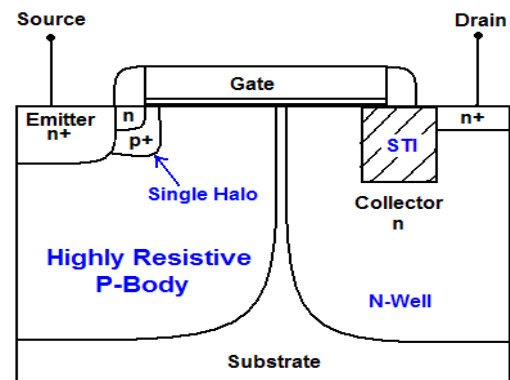 Source
Drain
Gate
Emitter
n+
n
p+
n+
STI
Single Halo
Collector
n
Highly Resistive
P-Body
N-Well
Substrate